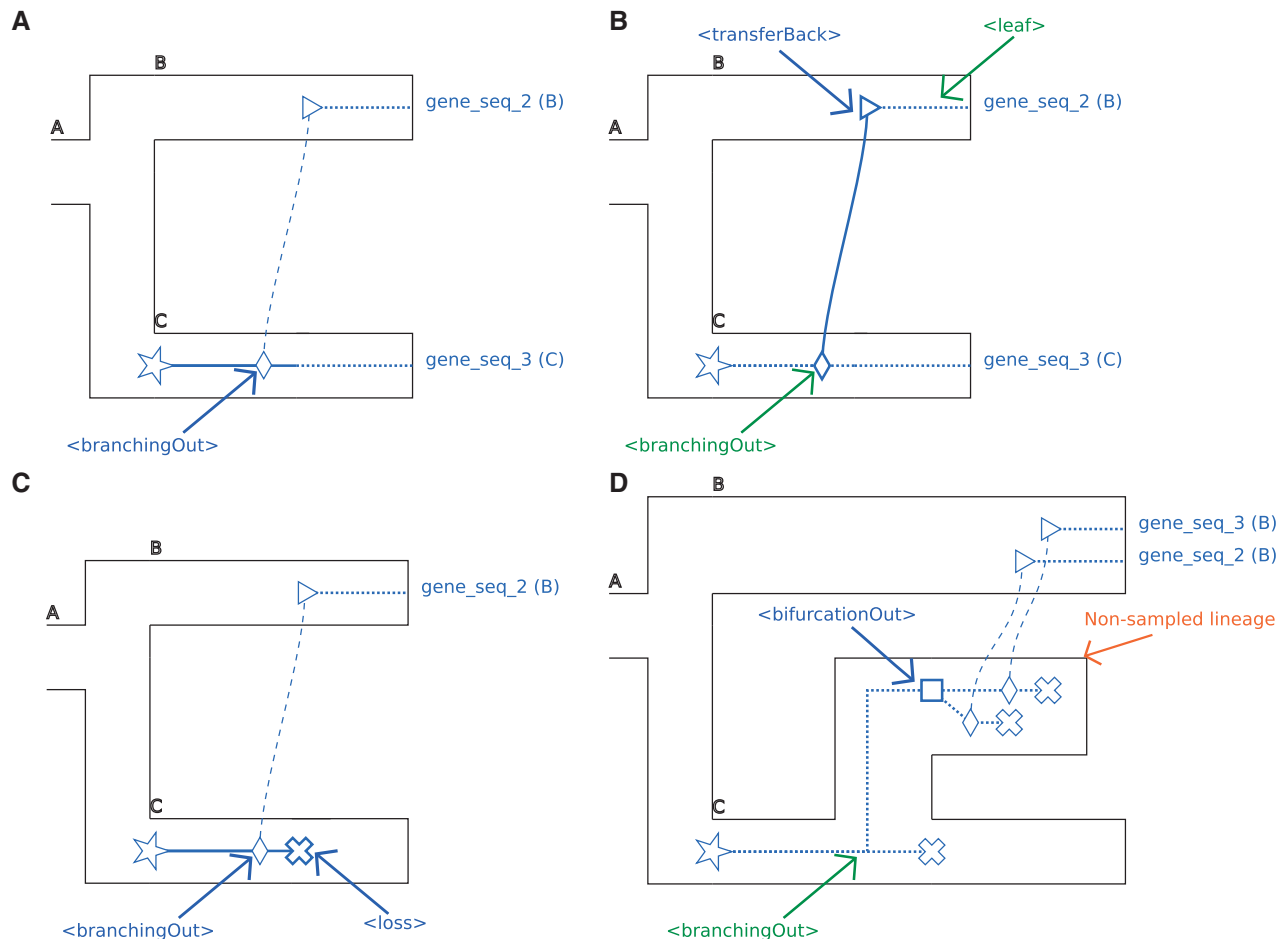 A
B
A
gene_seq_2 (B)
C
gene_seq_3 (C)
<branchingOut>
B
<transferBack>
<leaf>
B
A
gene_seq_2 (B)
C
gene_seq_3 (C)
<branchingOut>
C
B
A
gene_seq_2 (B)
C
<branchingOut>
<loss>
D
B
A
gene_seq_3 (B)
gene_seq_2 (B)
<bifurcationOut>
Non-sampled lineage
C
<branchingOut>